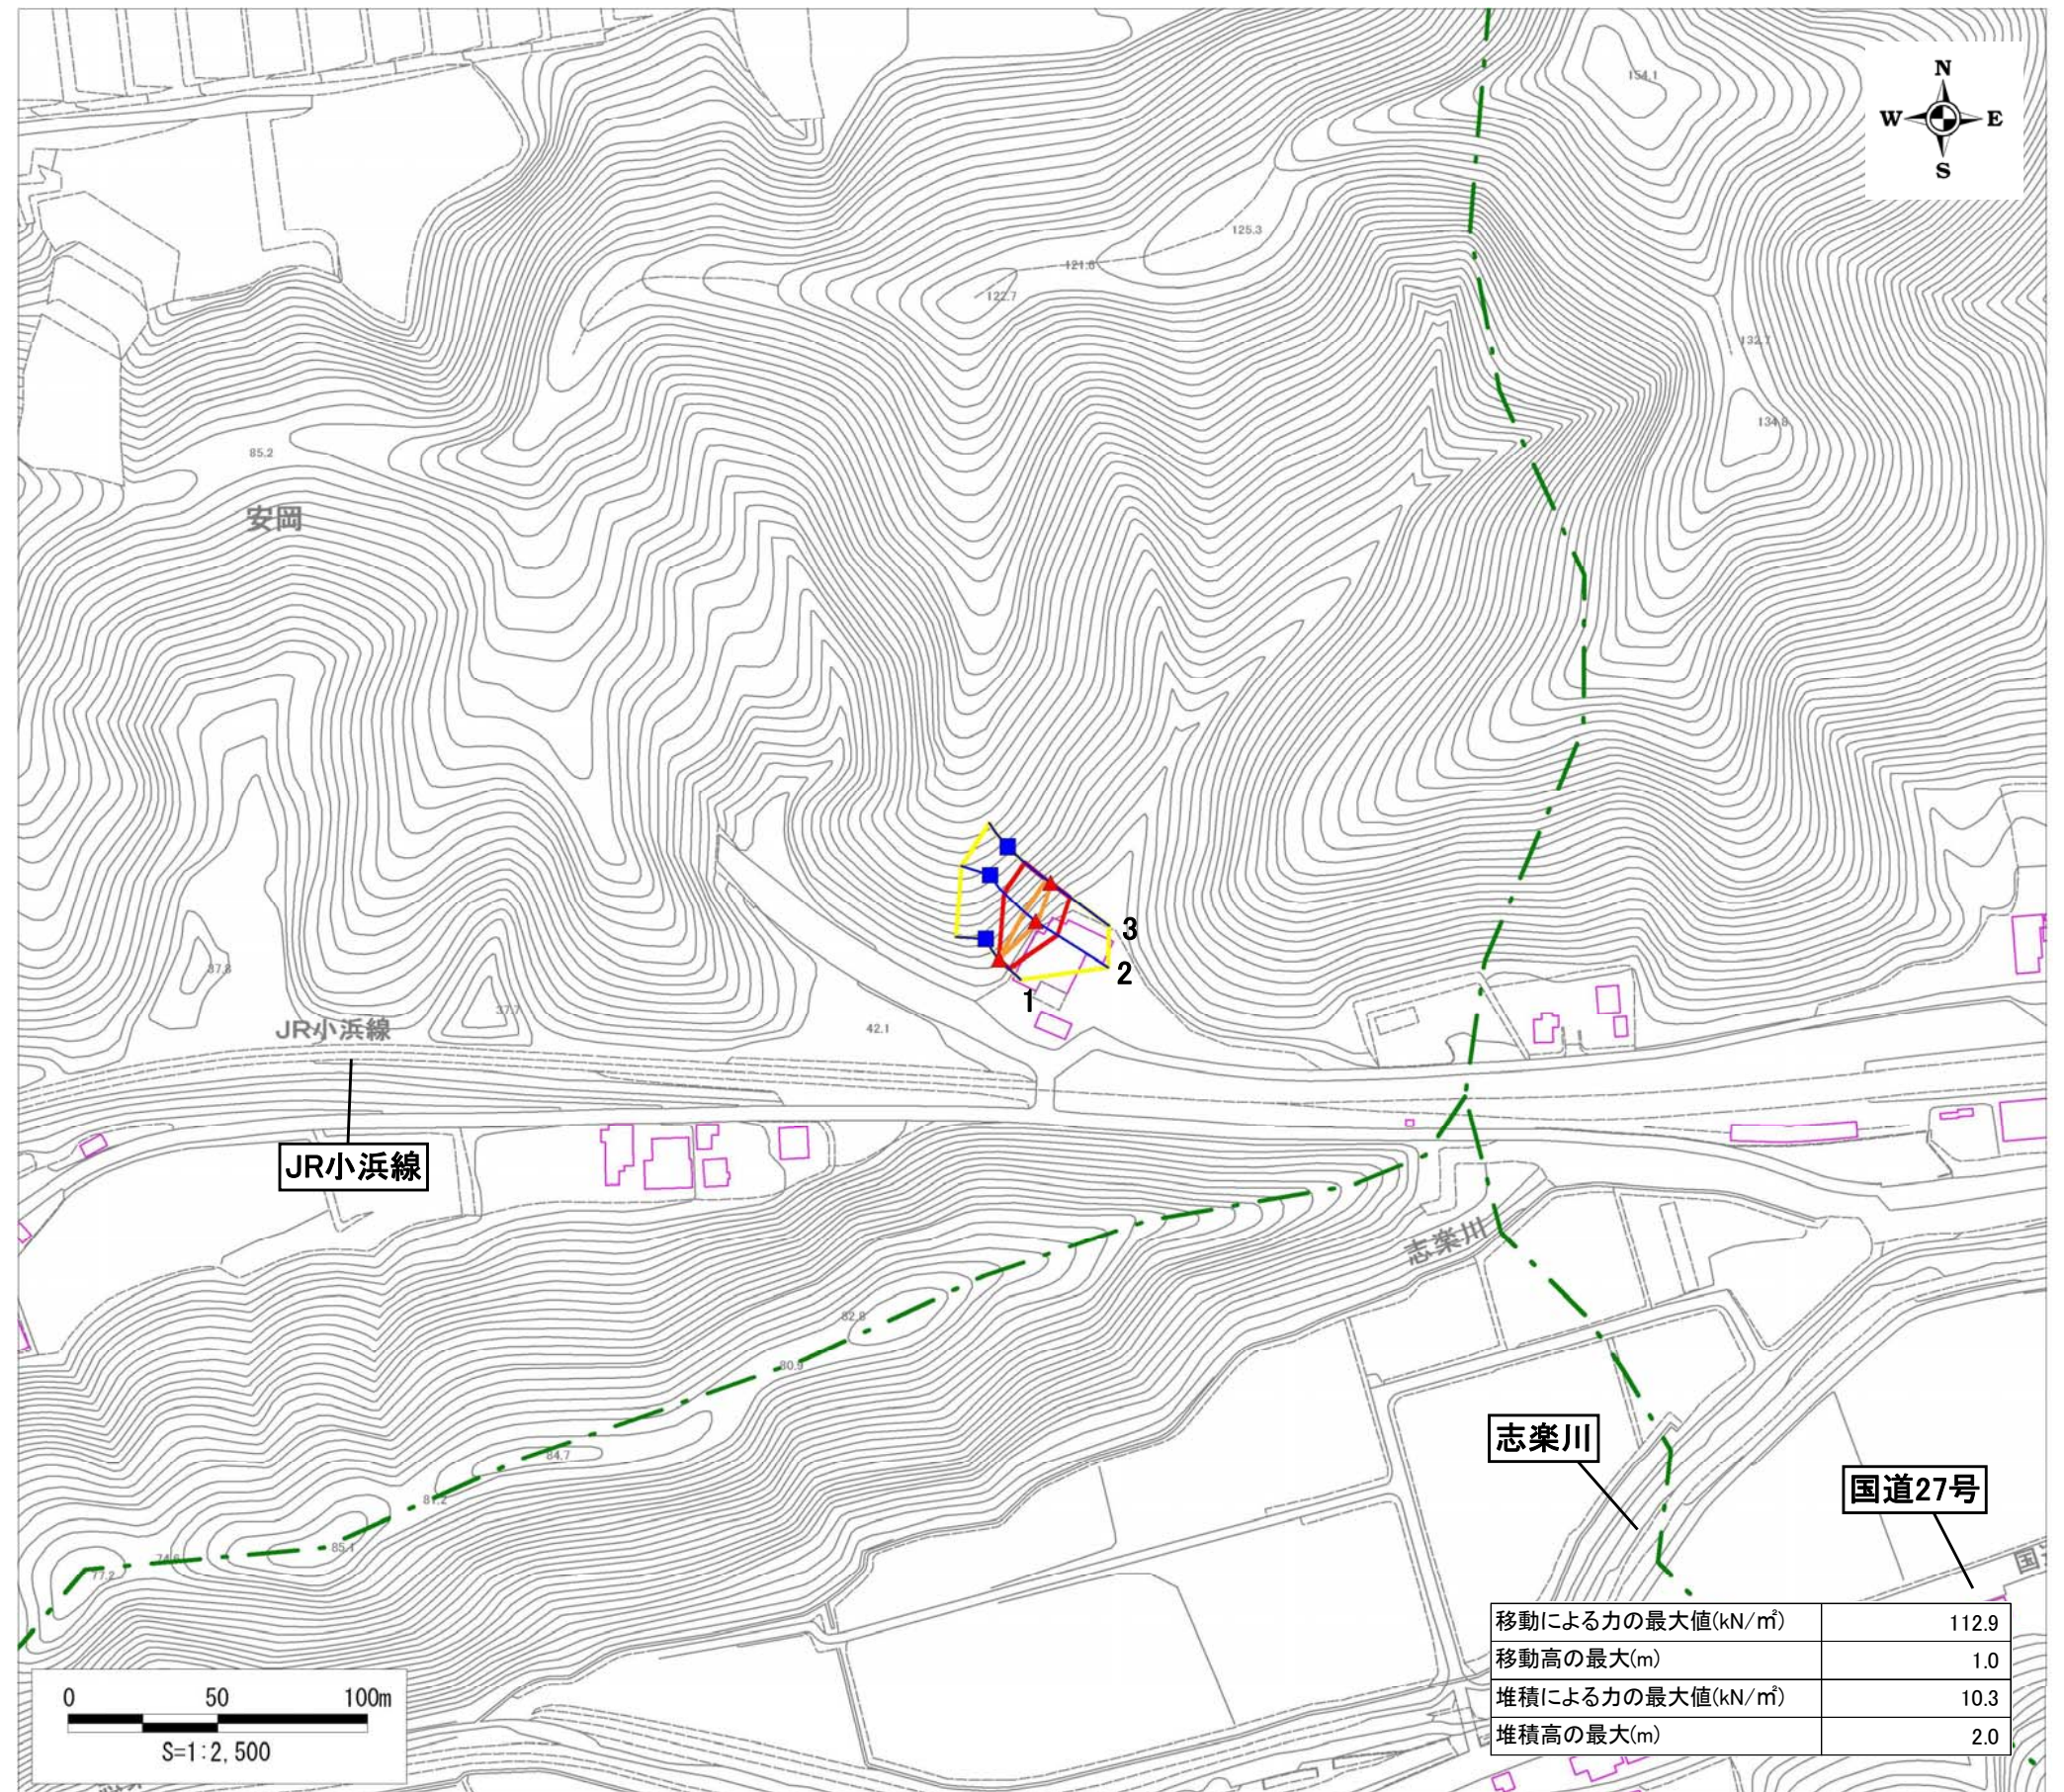 N
W E
S
154.1
125.3
121.6
122.7
132.7
134.8
85.2
安岡
3
2
1
37.8
37.7
JR小浜線
42.1
JR小浜線
志楽川
82.8
80.9
84.7
81.2
85.1
74.6
77.2
志楽川
国道27号
移動による力の最大値(kN/㎡) 112.9
移動高の最大(m) 1.0
堆積による力の最大値(kN/㎡) 10.3
堆積高の最大(m) 2.0
0 50 100m
S=1:2,500